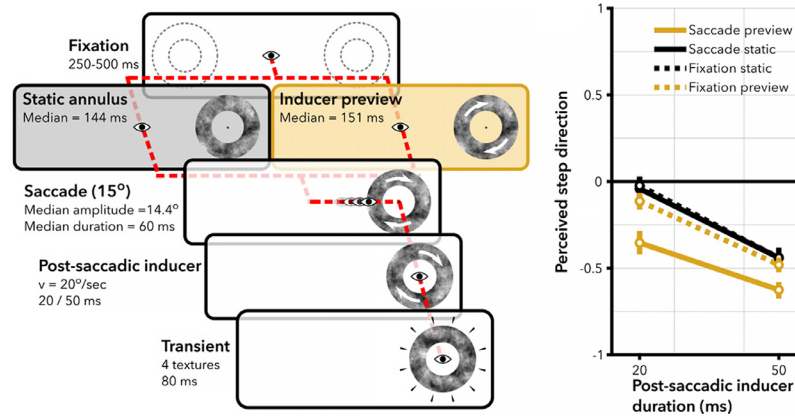 Fixation
250-500 ms
Static annulus
Median = 144 ms
Inducer preview
Median = 151 ms
Saccade (15º)
Median amplitude =14.4º
Median duration = 60 ms
Post-saccadic inducer
v = 20º/sec
20 / 50 ms
Transient
4 textures
80 ms
Perceived step direction
1
0.5
0
-0.5
-1
Saccade preview
Saccade static
Fixation static
Fixation preview
20
50
Post-saccadic inducer
duration (ms)